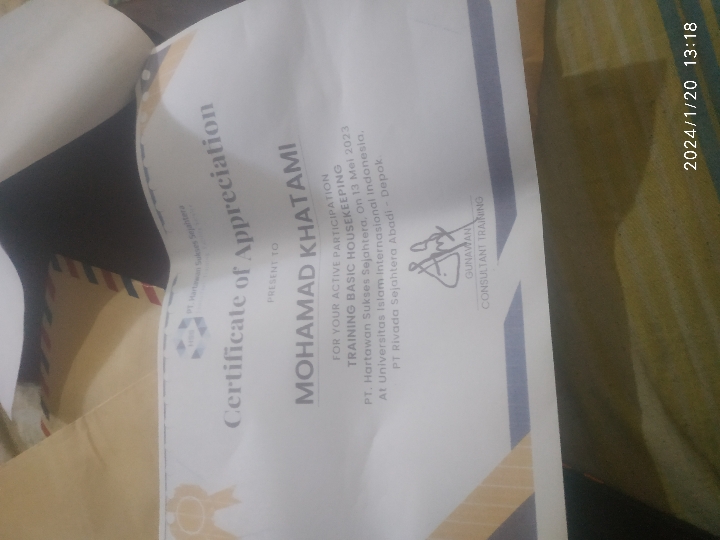 PT. Hartawan Sukses Sejahtera
Certificate of Appreciation
PRESENT TO
MOHAMAD KHATAMI
FOR YOUR ACTIVE PARTICIPATION
TRAINING BASIC HOUSEKEEPING
PT. Hartawan Sukses Sejahtera, On 13 Mei 2023
At Universitas Islam Internasional Indonesia.
PT Rivada Sejahtera Abadi - Depok.
GUNAWAN
CONSULTANT TRAINING
2024/1/20 13:18